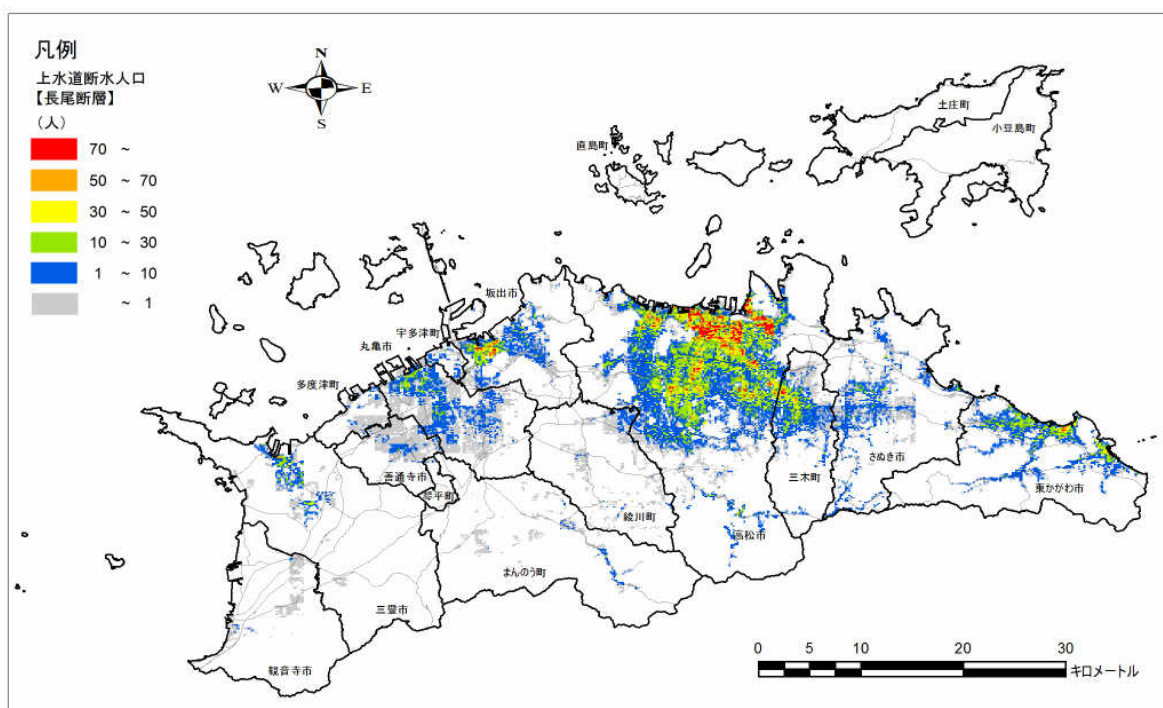 凡例
上水道断水人口
【長尾断層】
(人)
70 ~
50 ~ 70
30 ~ 50
10 ~ 30
1 ~ 10
~ 1
N
W
E
S
土庄町
小豆島町
直島町
坂出市
宇多津町
丸亀市
多度津町
善通寺市
琴平町
綾川町
高松市
三木町
さぬき市
東かがわ市
まんのう町
三豊市
観音寺市
0 5 10 20 30
キロメートル